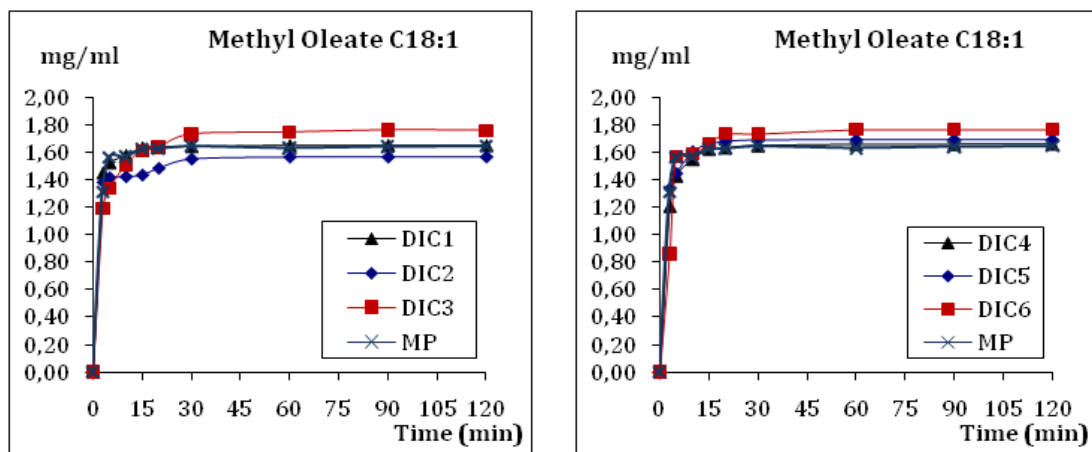 Methyl Oleate C18:1
mg/ml
2,00
1,80
1,60
1,40
1,20
1,00
0,80
0,60
0,40
0,20
0,00
DIC1
DIC2
DIC3
MP
0 15 30 45 60 75 90 105 120
Time (min)
Methyl Oleate C18:1
mg/ml
2,00
1,80
1,60
1,40
1,20
1,00
0,80
0,60
0,40
0,20
0,00
DIC4
DIC5
DIC6
MP
0 15 30 45 60 75 90 105 120
Time (min)